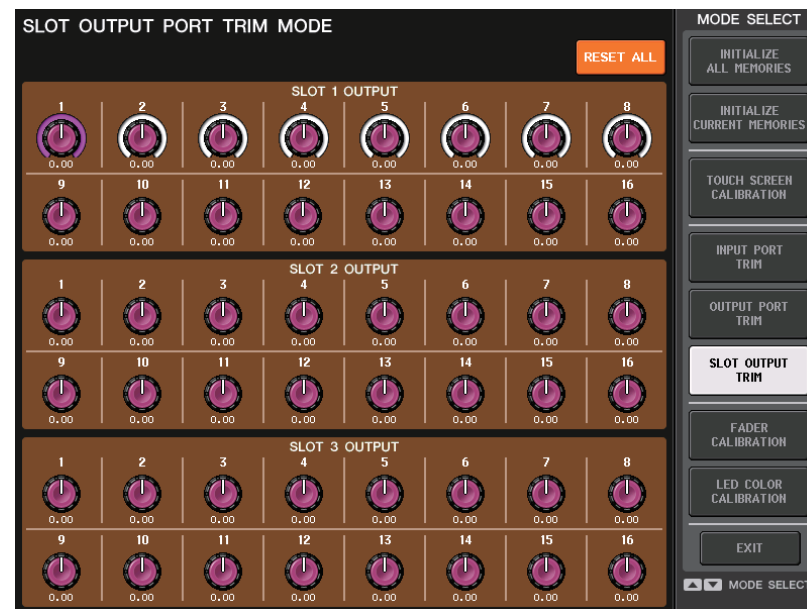 SLOT OUTPUT PORT TRIM MODE
RESET ALL
SLOT 1 OUTPUT
1 2 3 4 5 6 7 8
0.00 0.00 0.00 0.00 0.00 0.00 0.00 0.00
9 10 11 12 13 14 15 16
0.00 0.00 0.00 0.00 0.00 0.00 0.00 0.00
SLOT 2 OUTPUT
1 2 3 4 5 6 7 8
0.00 0.00 0.00 0.00 0.00 0.00 0.00 0.00
9 10 11 12 13 14 15 16
0.00 0.00 0.00 0.00 0.00 0.00 0.00 0.00
SLOT 3 OUTPUT
1 2 3 4 5 6 7 8
0.00 0.00 0.00 0.00 0.00 0.00 0.00 0.00
9 10 11 12 13 14 15 16
0.00 0.00 0.00 0.00 0.00 0.00 0.00 0.00
MODE SELECT
INITIALIZE
ALL MEMORIES
INITIALIZE
CURRENT MEMORIES
TOUCH SCREEN
CALIBRATION
INPUT PORT
TRIM
OUTPUT PORT
TRIM
SLOT OUTPUT
TRIM
FADER
CALIBRATION
LED COLOR
CALIBRATION
EXIT
MODE SELECT